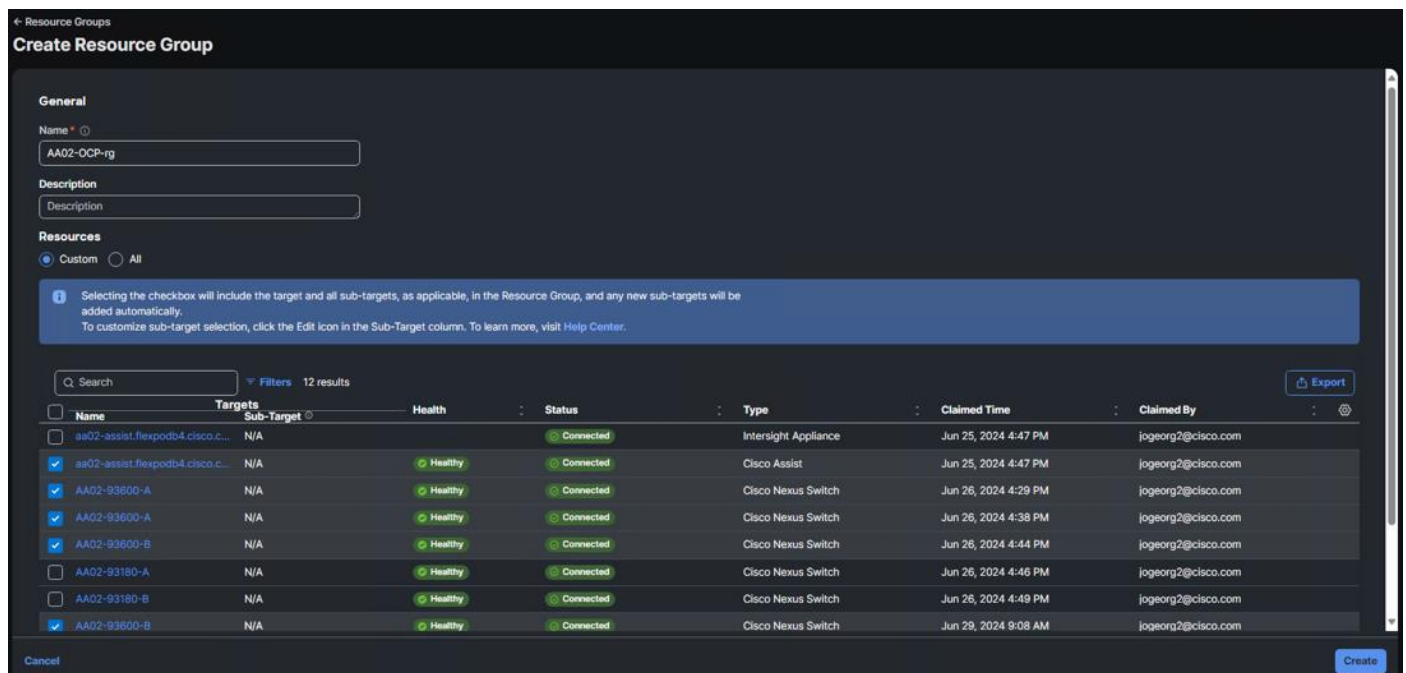 ← Resource Groups
Create Resource Group
General
Name *
AA02-OCP-rg
Description
Description
Resources
Custom All
Selecting the checkbox will include the target and all sub-targets, as applicable, in the Resource Group, and any new sub-targets will be
added automatically.
To customize sub-target selection, click the Edit icon in the Sub-Target column. To learn more, visit Help Center.
Search Filters 12 results Export
Targets
Name Sub-Target Health Status Type Claimed Time Claimed By
aa02-assist.flexpodb4.cisco.c... N/A Connected Intersight Appliance Jun 25, 2024 4:47 PM jogeorg2@cisco.com
aa02-assist.flexpodb4.cisco.c... N/A Healthy Connected Cisco Assist Jun 25, 2024 4:47 PM jogeorg2@cisco.com
AA02-93600-A N/A Healthy Connected Cisco Nexus Switch Jun 26, 2024 4:29 PM jogeorg2@cisco.com
AA02-93600-A N/A Healthy Connected Cisco Nexus Switch Jun 26, 2024 4:38 PM jogeorg2@cisco.com
AA02-93600-B N/A Healthy Connected Cisco Nexus Switch Jun 26, 2024 4:44 PM jogeorg2@cisco.com
AA02-93180-A N/A Healthy Connected Cisco Nexus Switch Jun 26, 2024 4:46 PM jogeorg2@cisco.com
AA02-93180-B N/A Healthy Connected Cisco Nexus Switch Jun 26, 2024 4:49 PM jogeorg2@cisco.com
AA02-93600-B N/A Healthy Connected Cisco Nexus Switch Jun 29, 2024 9:08 AM jogeorg2@cisco.com
Cancel Create